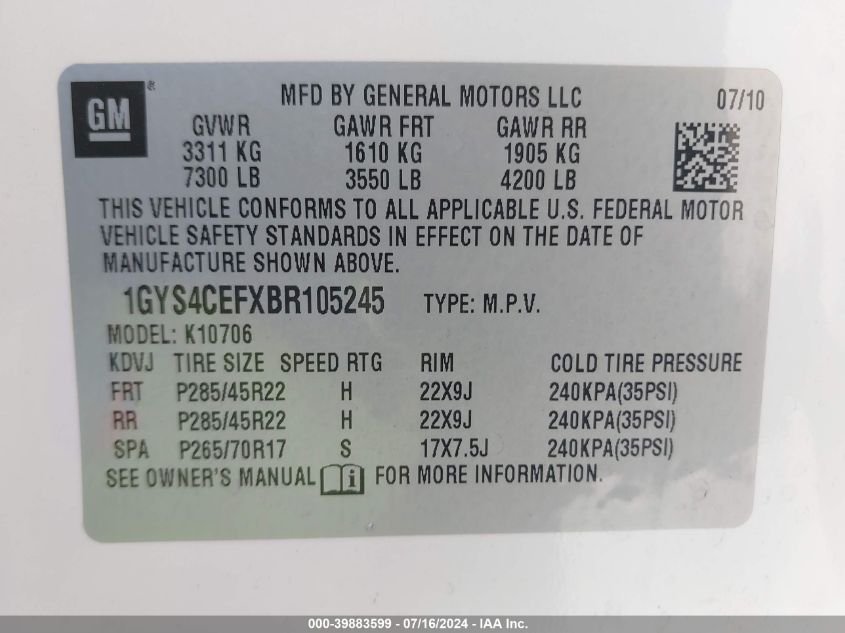 GM ®
MFD BY GENERAL MOTORS LLC 07/10
GVWR GAWR FRT GAWR RR
3311 KG 1610 KG 1905 KG
7300 LB 3550 LB 4200 LB
THIS VEHICLE CONFORMS TO ALL APPLICABLE U.S. FEDERAL MOTOR
VEHICLE SAFETY STANDARDS IN EFFECT ON THE DATE OF
MANUFACTURE SHOWN ABOVE.
1GYS4CEFXBR105245 TYPE: M.P.V.
MODEL: K10706
KDVJ TIRE SIZE SPEED RTG RIM COLD TIRE PRESSURE
FRT P285/45R22 H 22X9J 240KPA(35PSI)
RR P285/45R22 H 22X9J 240KPA(35PSI)
SPA P265/70R17 S 17X7.5J 240KPA(35PSI)
SEE OWNER'S MANUAL i FOR MORE INFORMATION.
000-39883599 - 07/16/2024 - IAA Inc.